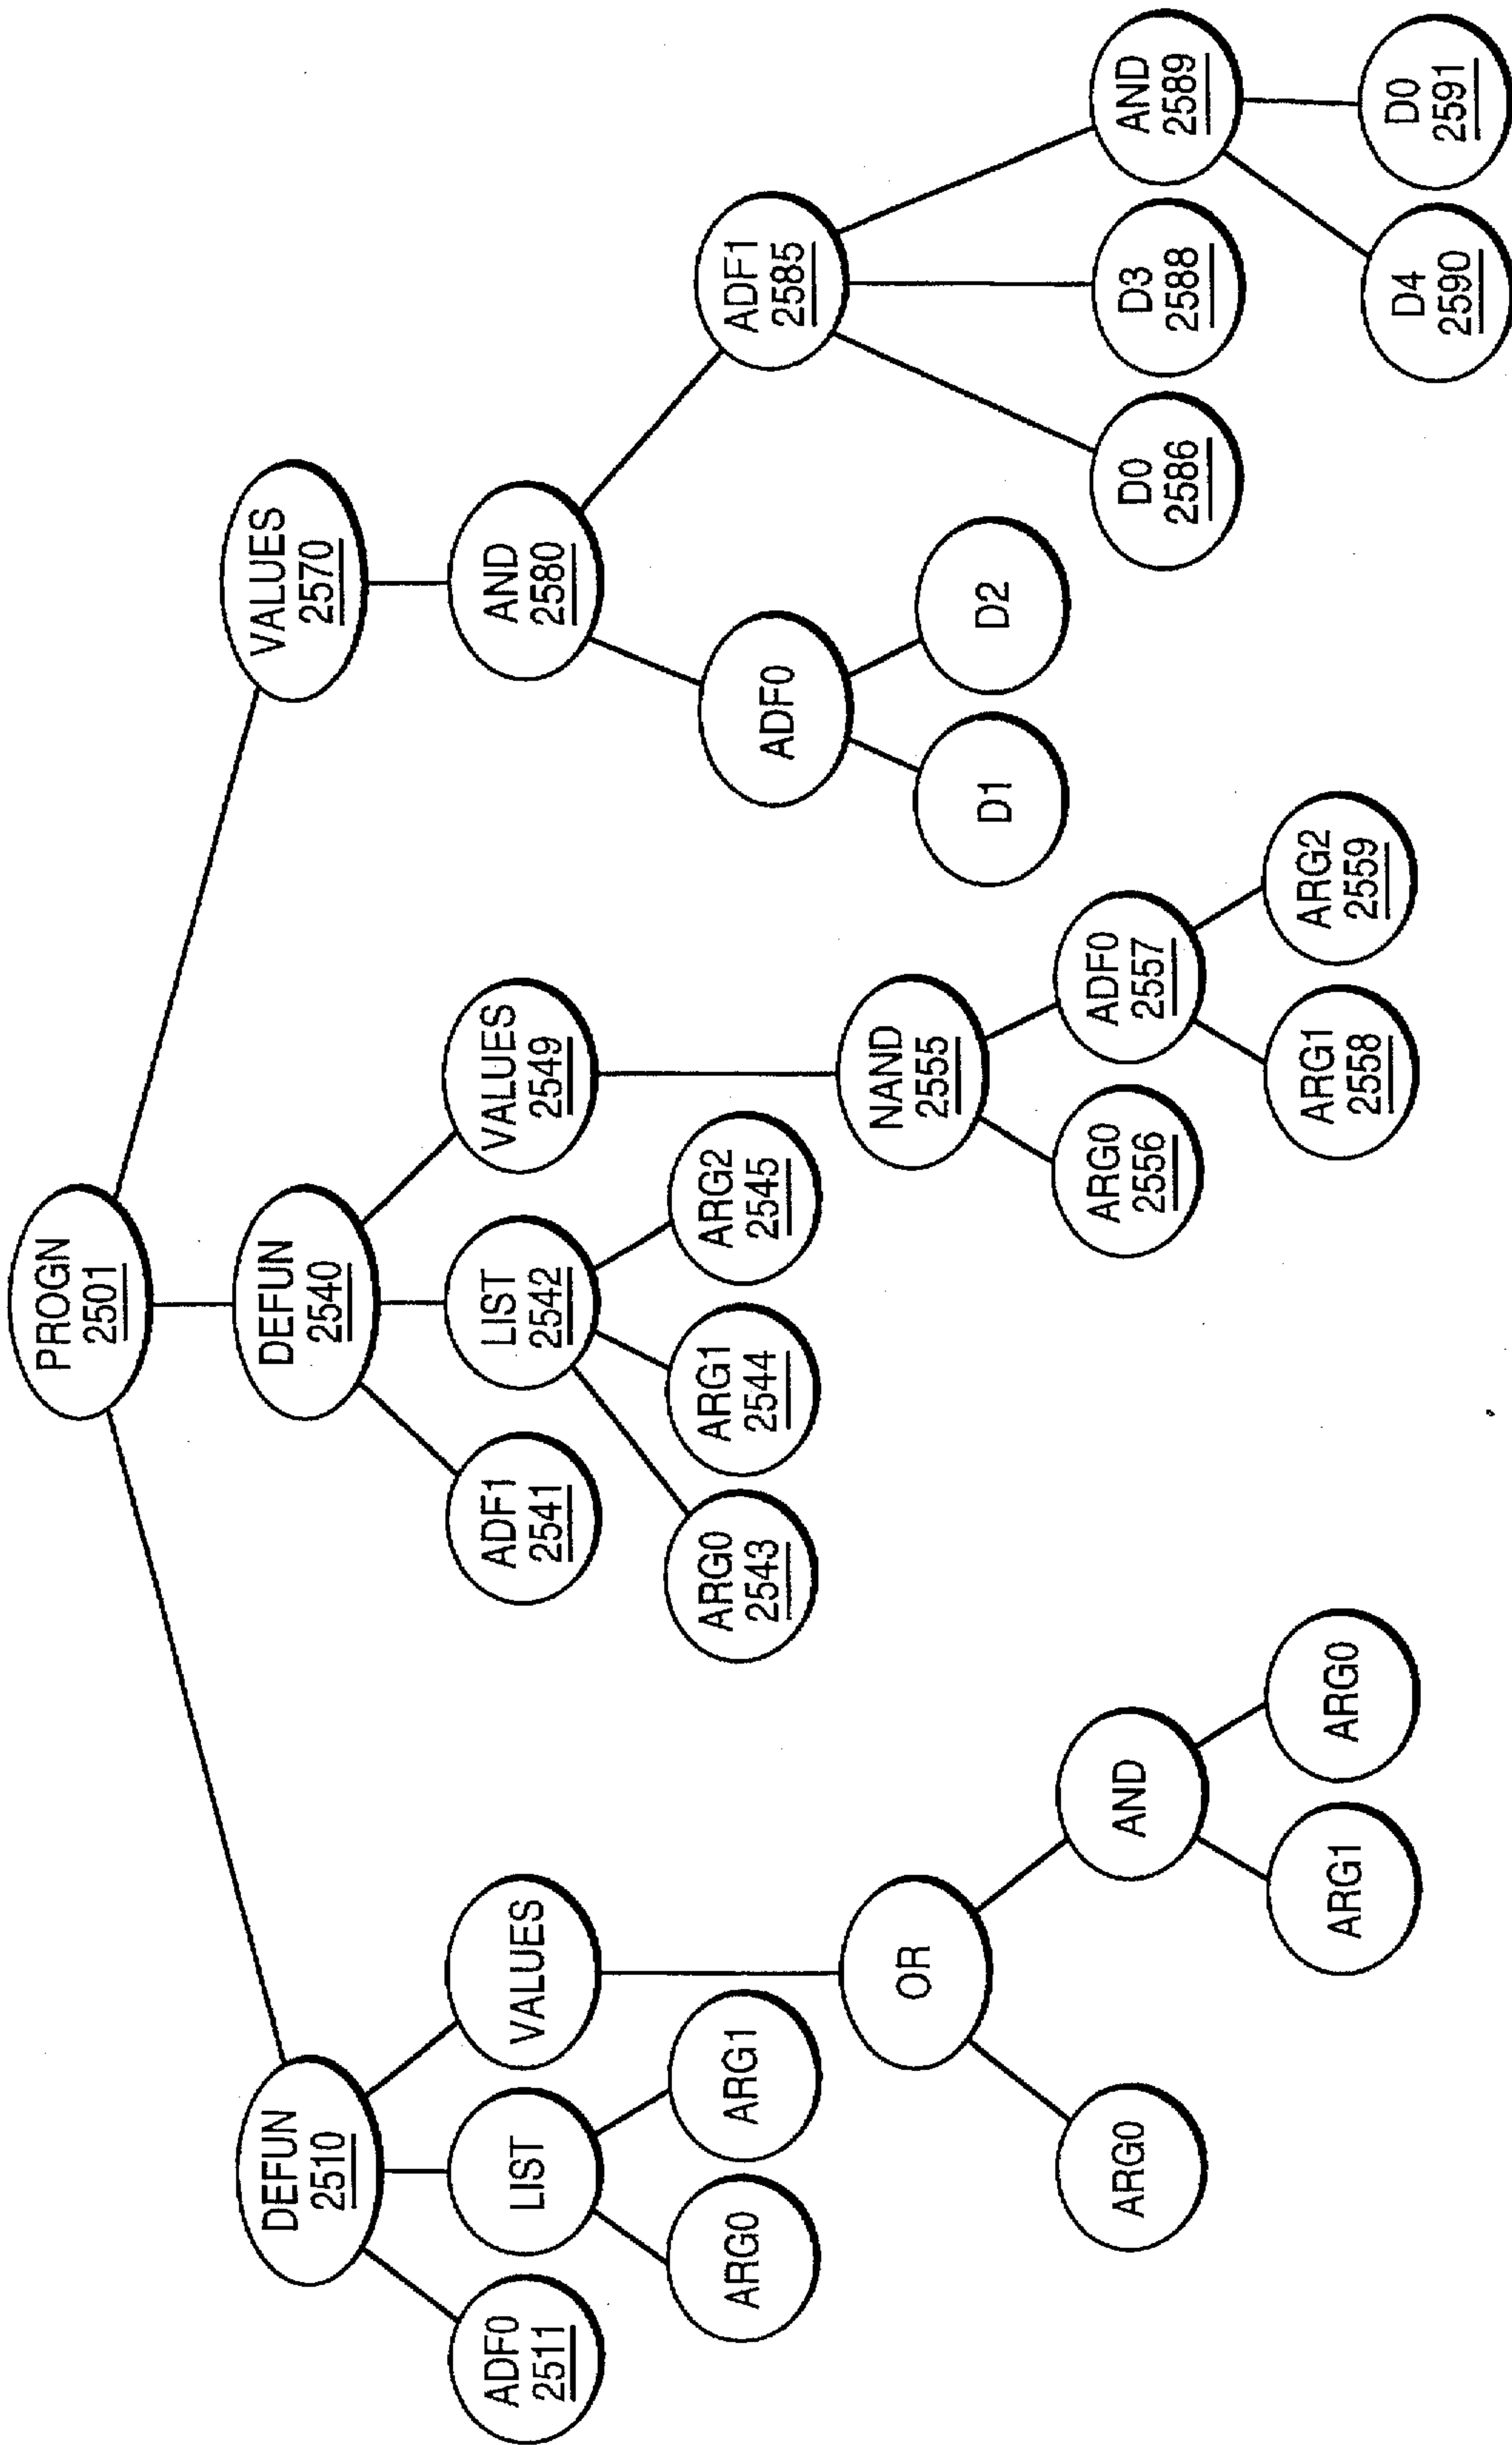 PROGN
2501
DEFUN
2510
DEFUN
2540
VALUES
2570
ADF0
2511
LIST
VALUES
ADF1
2541
LIST
2542
VALUES
2549
AND
2580
ARG0
ARG1
ARG0
2543
ARG1
2544
ARG2
2545
ADF0
ADF1
2585
OR
NAND
2555
D1
D2
ARG0
AND
ARG0
2556
ADF0
2557
D0
2586
D3
2588
AND
2589
ARG1
ARG0
ARG1
2558
ARG2
2559
D4
2590
D0
2591